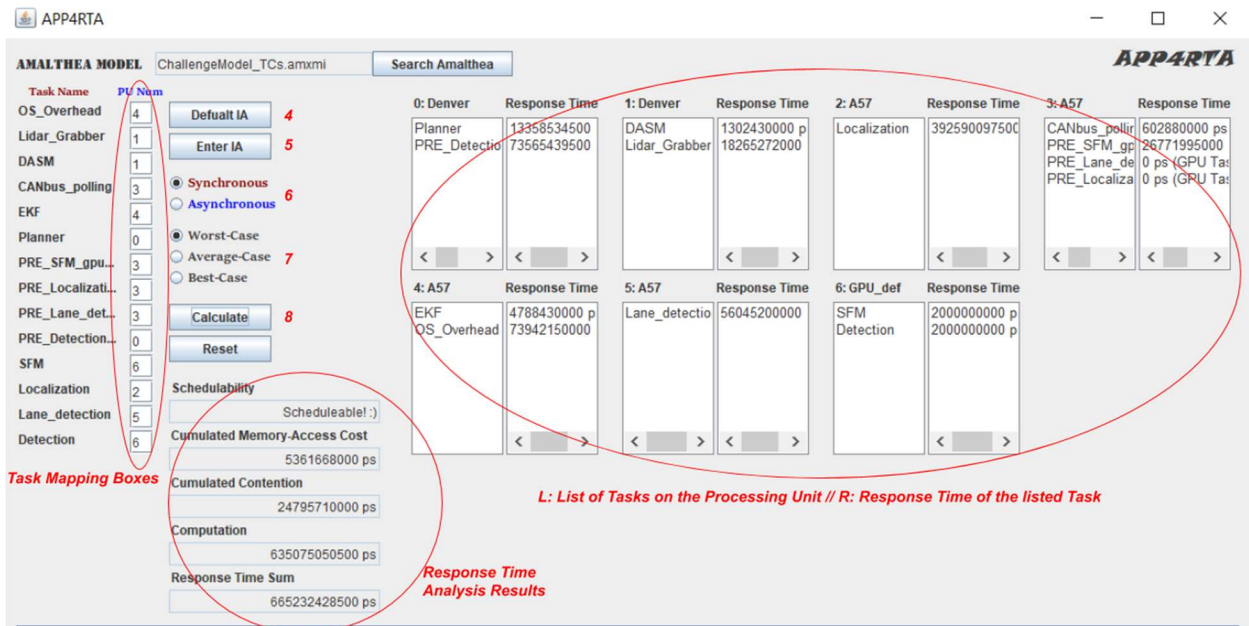 APP4RTA
AMALTHEA MODEL ChallengeModel_TCs.amxmi Search Amalthea APP4RTA
Task Name PU Num
OS_Overhead 4
Lidar_Grabber 1
DASM 1
CANbus_polling 3
EKF 4
Planner 0
PRE_SFM_gpu... 3
PRE_Localizati... 3
PRE_Lane_det... 3
PRE_Detection... 0
SFM 6
Localization 2
Lane_detection 5
Detection 6
Task Mapping Boxes
Defualt IA 4
Enter IA 5
Synchronous
Asynchronous
6
Worst-Case
Average-Case 7
Best-Case
Calculate 8
Reset
Schedulability
Scheduleable! :)
Cumulated Memory-Access Cost
5361668000 ps
Cumulated Contention
24795710000 ps
Computation
635075050500 ps
Response Time Sum
665232428500 ps
Response Time
Analysis Results
0: Denver Response Time
Planner 13358534500
PRE_Detectio 73565439500
1: Denver Response Time
DASM 1302430000 p
Lidar_Grabber 18265272000
2: A57 Response Time
Localization 39259009750
3: A57 Response Time
CANbus_pollin 602880000 ps
PRE_SFM_gp 26771995000
PRE_Lane_de 0 ps (GPU Tas
PRE_Localiza 0 ps (GPU Tas
4: A57 Response Time
EKF 4788430000 p
OS_Overhead 73942150000
5: A57 Response Time
Lane_detectio 56045200000
6: GPU_def Response Time
SFM 2000000000 p
Detection 2000000000 p
L: List of Tasks on the Processing Unit // R: Response Time of the listed Task